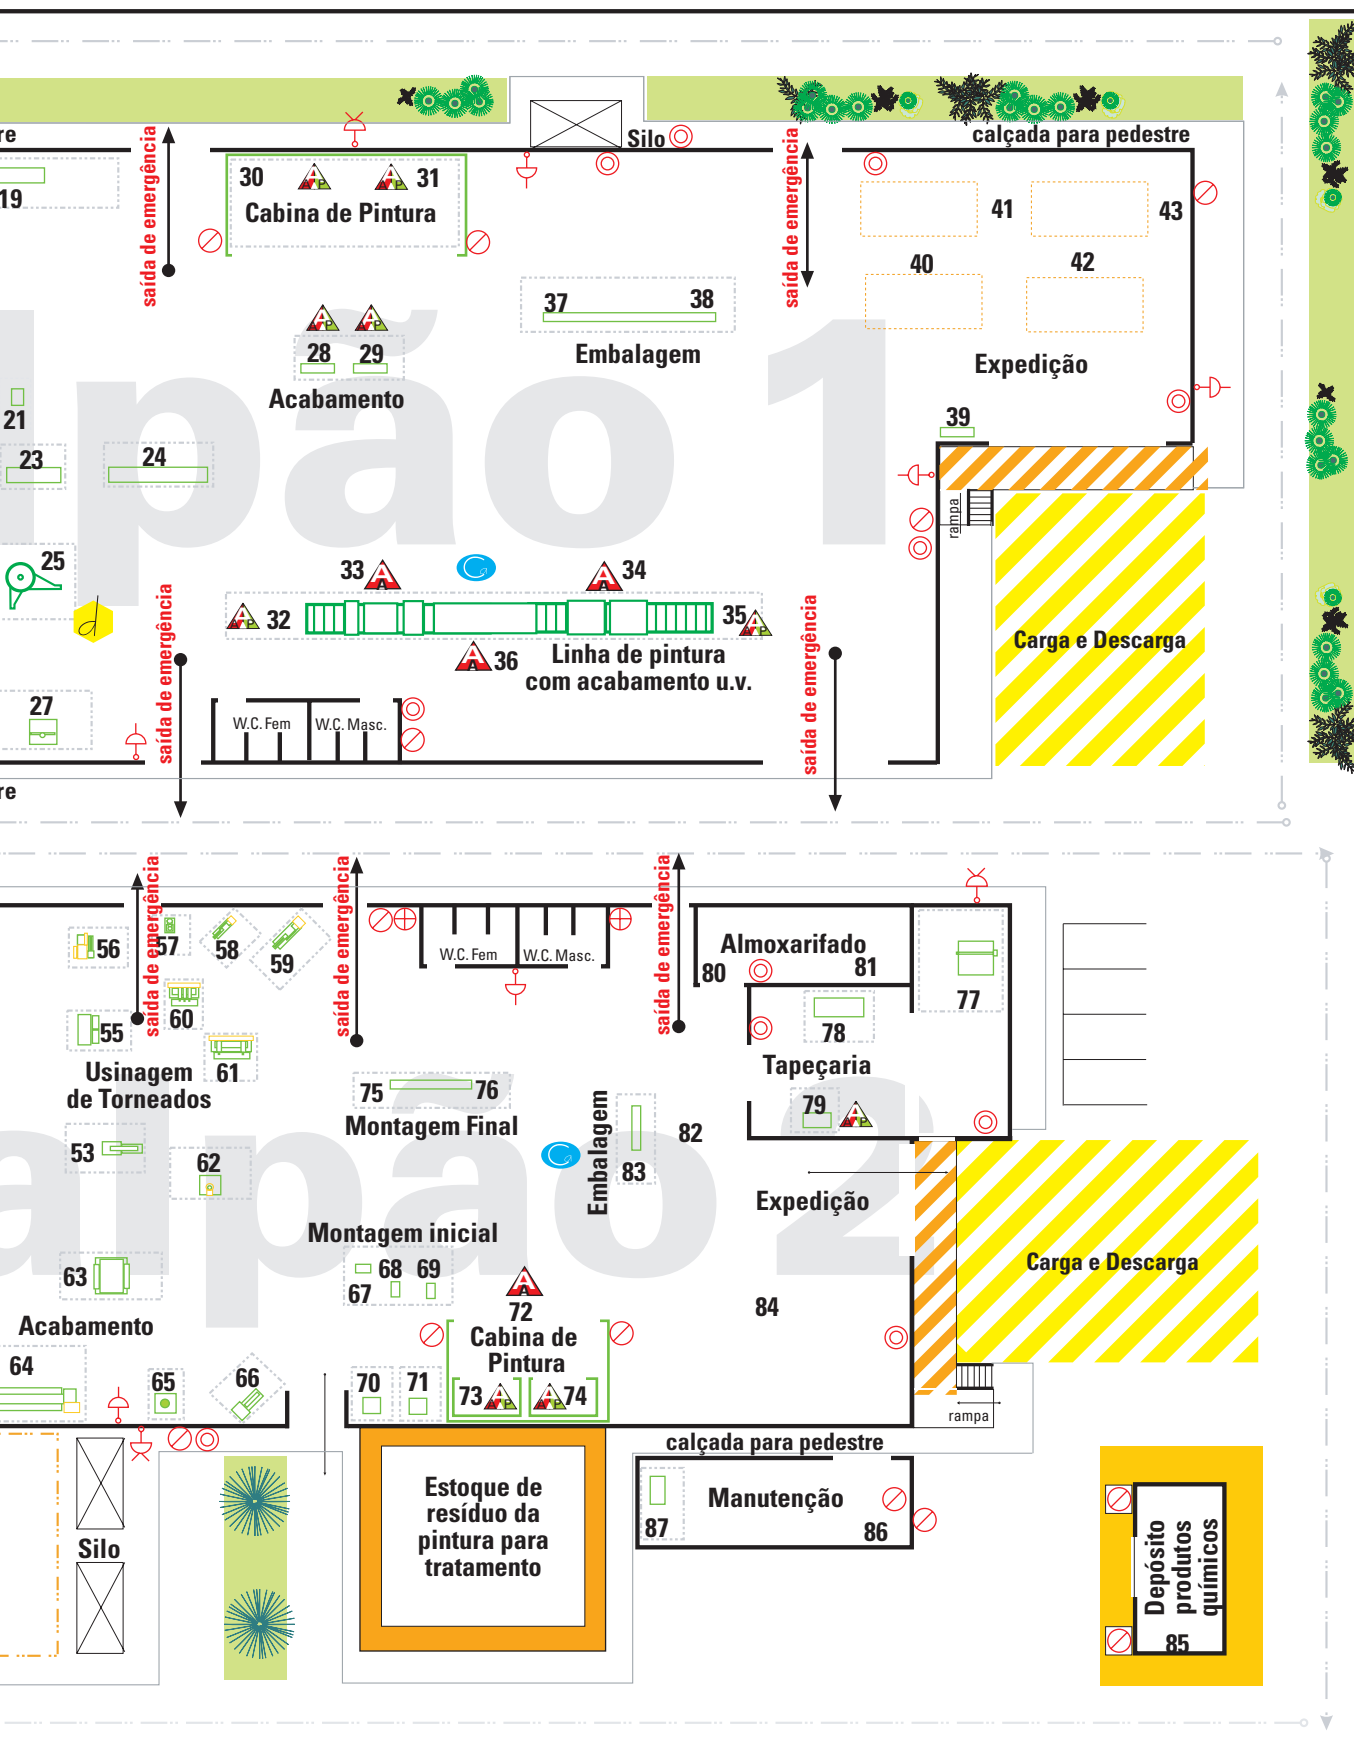 re
Silo
calçada para pedestre
saída de emergência
saída de emergência
19
30
31
Cabina de Pintura
41
43
40
42
37
38
Embalagem
28
29
Acabamento
Expedição
lpão 1
21
39
23
24
rampa
25
33
34
32
35
36
Linha de pintura
com acabamento u.v.
Carga e Descarga
saída de emergência
saída de emergência
27
W.C. Fem
W.C. Masc.
re
saída de emergência
saída de emergência
saída de emergência
56
57
58
59
W.C. Fem
W.C. Masc.
Almoxarifado
80
81
77
60
55
78
61
Usinagem
de Torneados
Tapeçaria
75
76
Montagem Final
79
alpão 2
53
62
Embalagem
82
83
Expedição
Montagem inicial
63
67
68
69
72
84
Carga e Descarga
Acabamento
Cabina de
Pintura
64
65
66
70
71
73
74
rampa
calçada para pedestre
Estoque de
resíduo da
pintura para
tratamento
Manutenção
87
86
Silo
Depósito
produtos
químicos
85